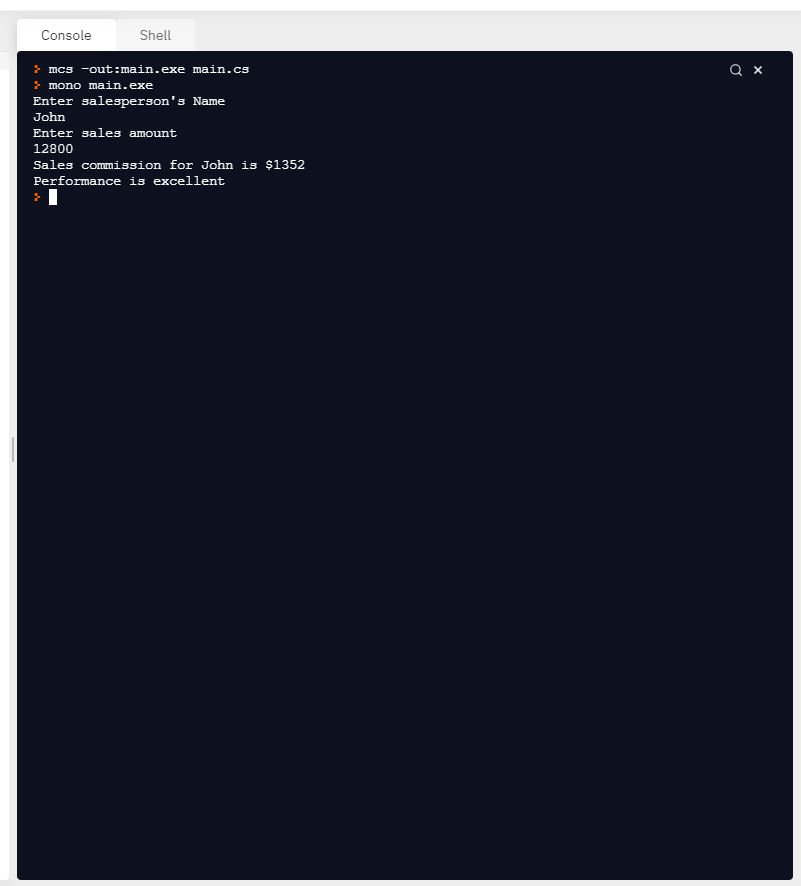 Console Shell
mcs -out:main.exe main.cs
mono main.exe
Enter salesperson's Name
John
Enter sales amount
12800
Sales commission for John is $1352
Performance is excellent